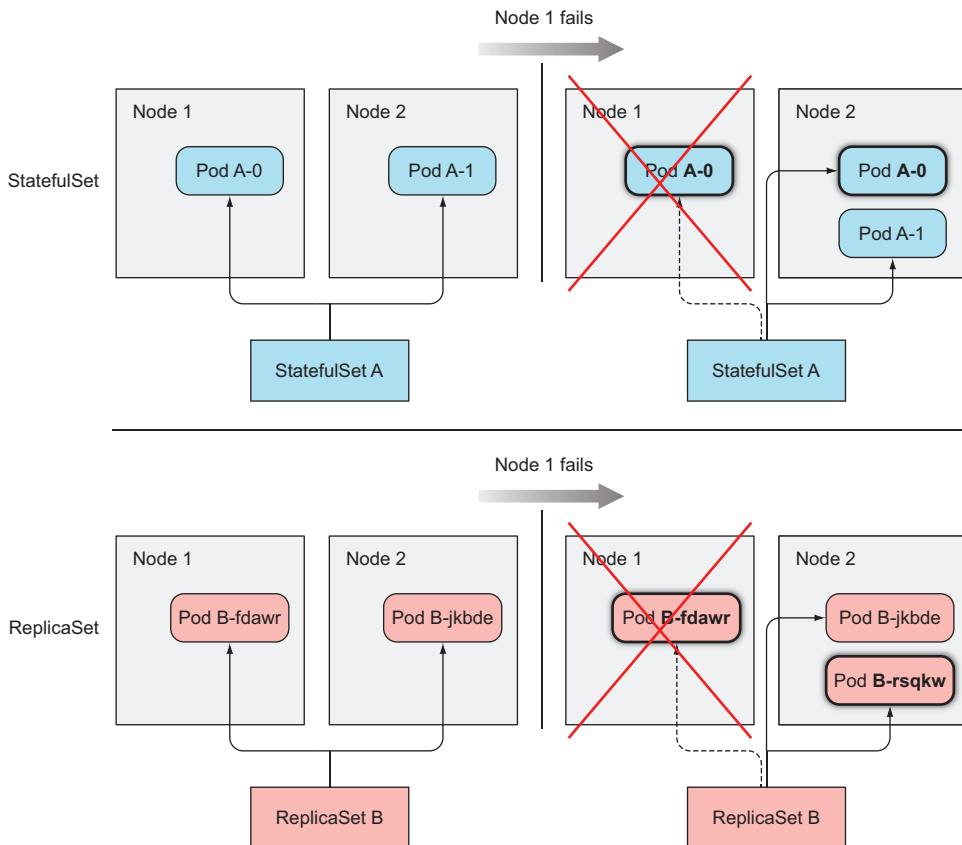 Node 1 fails
Node 1
Node 2
Node 1
Node 2
StatefulSet
Pod A-0
Pod A-1
Pod A-0
Pod A-0
Pod A-1
StatefulSet A
StatefulSet A
Node 1 fails
Node 1
Node 2
Node 1
Node 2
ReplicaSet
Pod B-fdawr
Pod B-jkbde
Pod B-fdawr
Pod B-jkbde
Pod B-rsqkw
ReplicaSet B
ReplicaSet B